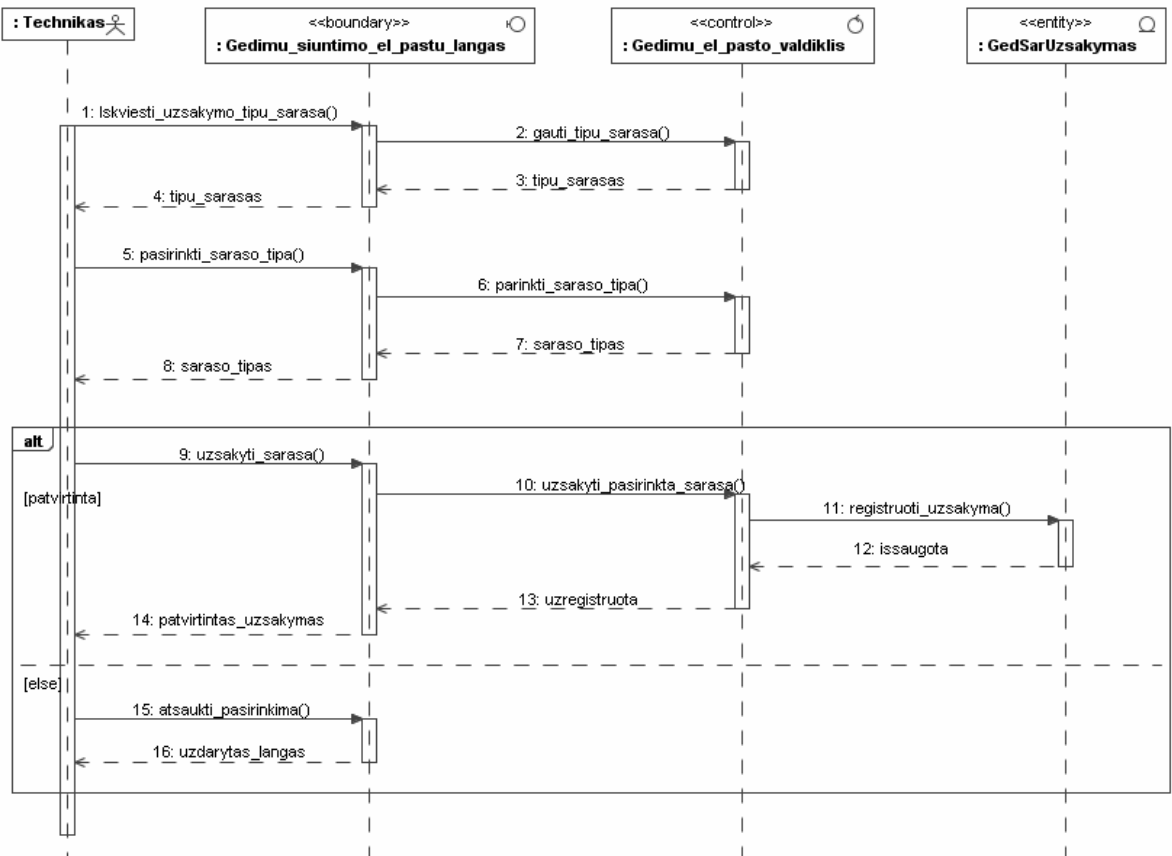 : Technikas
<<boundary>>
: Gedimu_siuntimo_el_pastu_langas
<<control>>
: Gedimu_el_pasto_valdiklis
<<entity>>
: GedSarUzsakymas
1: Iskviesti_uzsakymo_tipu_sarasa()
2: gauti_tipu_sarasa()
3: tipu_sarasas
4: tipu_sarasas
5: pasirinkti_saraso_tipa()
6: parinkti_saraso_tipa()
7: saraso_tipas
8: saraso_tipas
alt
9: uzsakyti_sarasa()
[patvirtinta]
10: uzsakyti_pasirinkta_sarasa()
11: registruoti_uzsakyma()
12: issaugota
13: uzregistruota
14: patvirtintas_uzsakymas
[else]
15: atsaukti_pasirinkima()
16: uzdarytas_langas